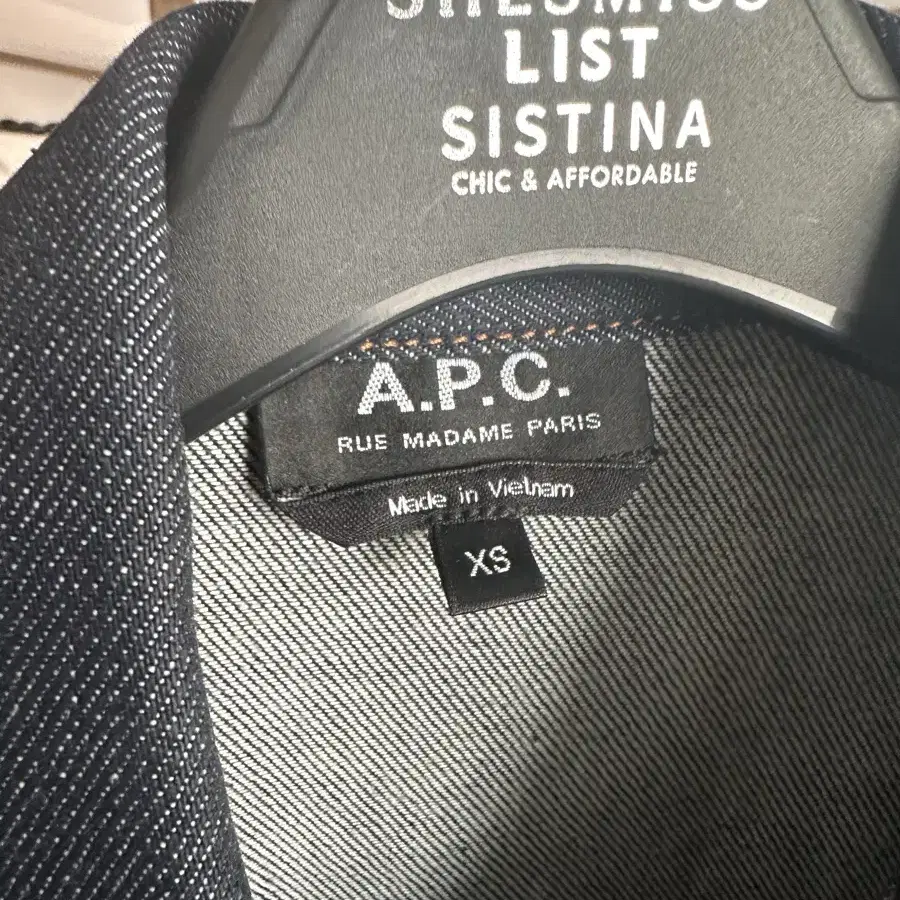 LIST
SISTINA
CHIC & AFFORDABLE
A.P.C.
RUE MADAME PARIS
Made in Vietnam
XS